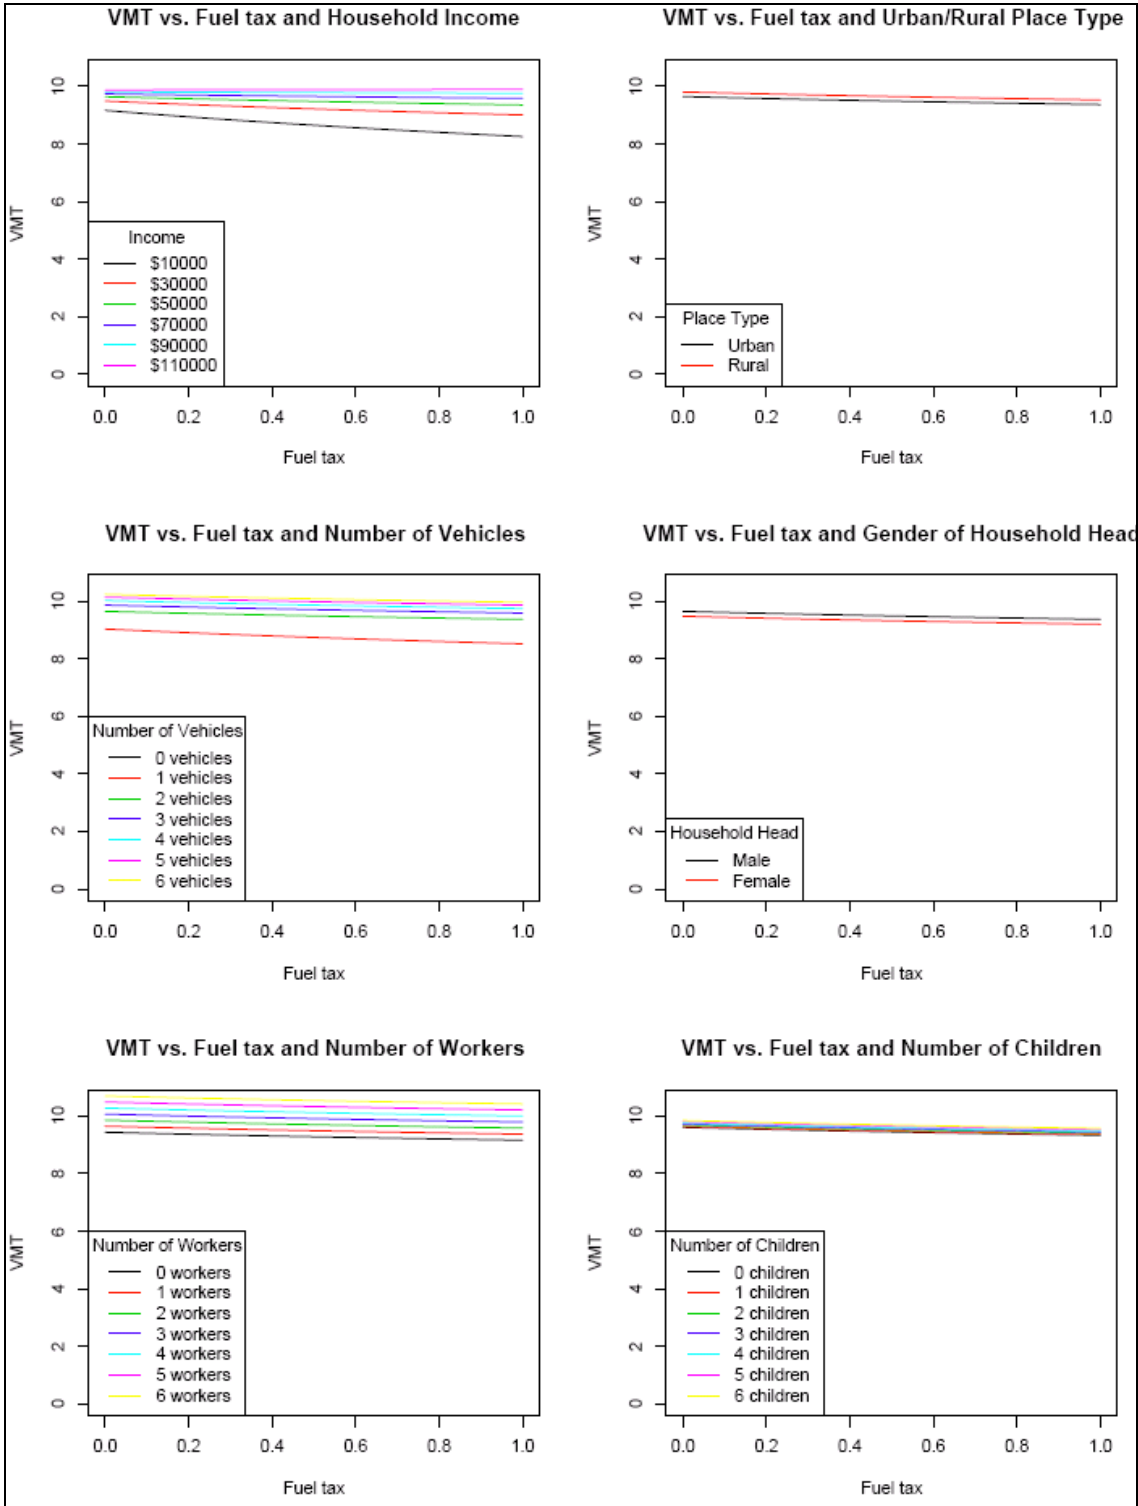 VMT vs. Fuel tax and Household Income
VMT
10
8
6
4
2
0
Income
$10000
$30000
$50000
$70000
$90000
$110000
0.0 0.2 0.4 0.6 0.8 1.0
Fuel tax
VMT vs. Fuel tax and Urban/Rural Place Type
VMT
10
8
6
4
2
0
Place Type
Urban
Rural
0.0 0.2 0.4 0.6 0.8 1.0
Fuel tax
VMT vs. Fuel tax and Number of Vehicles
VMT
10
8
6
4
2
0
Number of Vehicles
0 vehicles
1 vehicles
2 vehicles
3 vehicles
4 vehicles
5 vehicles
6 vehicles
0.0 0.2 0.4 0.6 0.8 1.0
Fuel tax
VMT vs. Fuel tax and Gender of Household Head
VMT
10
8
6
4
2
0
Household Head
Male
Female
0.0 0.2 0.4 0.6 0.8 1.0
Fuel tax
VMT vs. Fuel tax and Number of Workers
VMT
10
8
6
4
2
0
Number of Workers
0 workers
1 workers
2 workers
3 workers
4 workers
5 workers
6 workers
0.0 0.2 0.4 0.6 0.8 1.0
Fuel tax
VMT vs. Fuel tax and Number of Children
VMT
10
8
6
4
2
0
Number of Children
0 children
1 children
2 children
3 children
4 children
5 children
6 children
0.0 0.2 0.4 0.6 0.8 1.0
Fuel tax